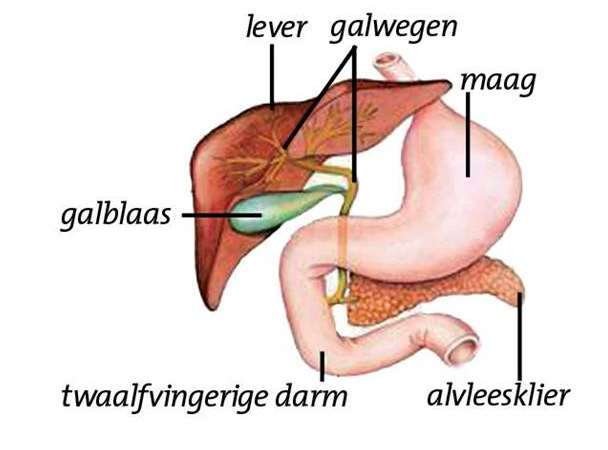 lever galwegen
maag
galblaas
twaalfvingerige darm
alvleesklier